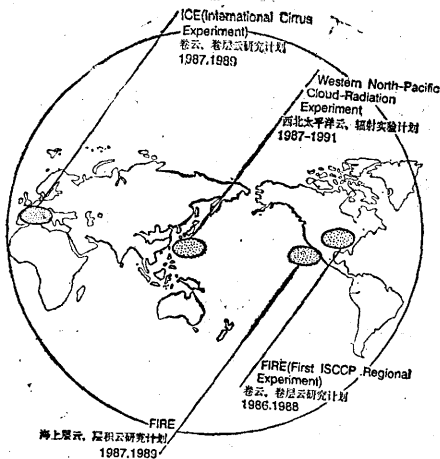 ICE(International Cirrus
Experiment)
卷云、卷层云研究计划
1987,1989
Western North-Pacific
Cloud-Radiation
Experiment
西北太平洋云，辐射实验计划
1987-1991
FIRE(First ISCCP Regional
Experiment)
卷云，卷层云研究计划
1986.1988
FIRE
海上层云，层积云研究计划
1987,1989